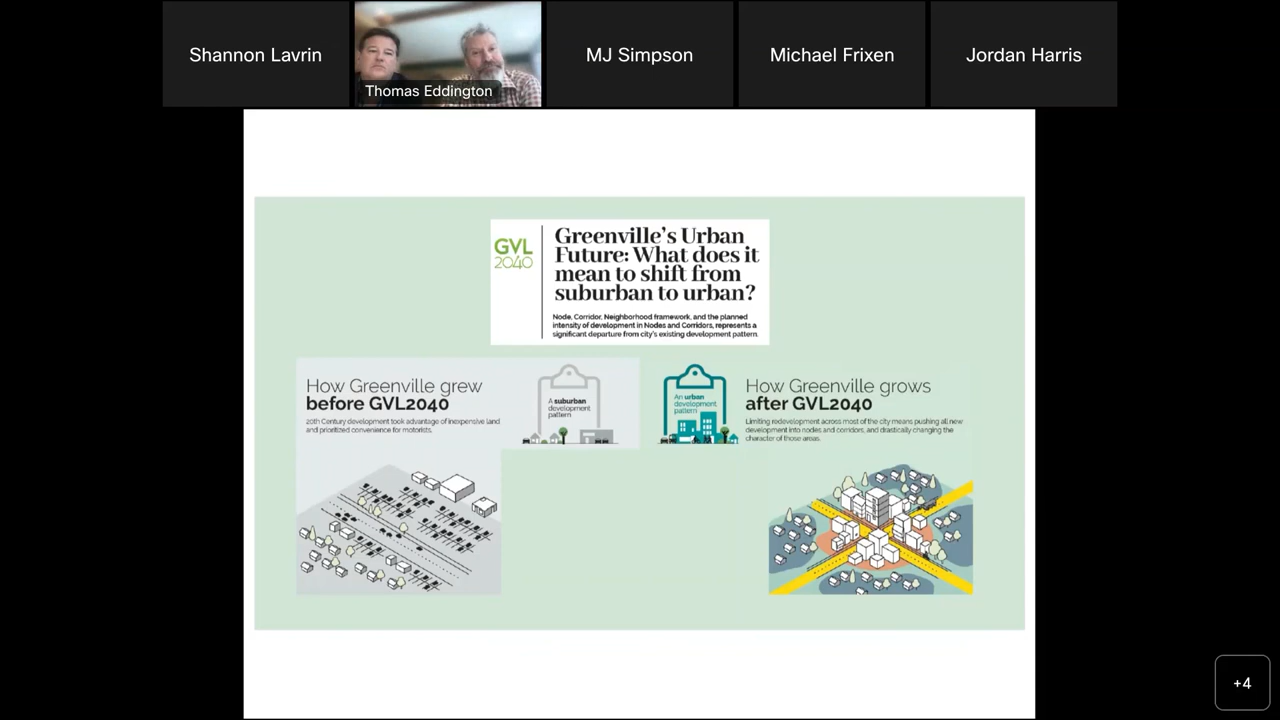 Shannon Lavrin
Thomas Eddington
MJ Simpson
Michael Frixen
Jordan Harris
GVL
2040
Greenville's Urban
Future: What does it
mean to shift from
suburban to urban?
Node, Corridor, Neighborhood framework, and the planned
intensity of development in Nodes and Corridors, represents a
significant departure from city's existing development pattern.
How Greenville grew
before GVL2040
20th Century development took advantage of inexpensive land
and prioritized convenience for motorists.
A suburban
development
pattern
An urban
development
pattern
How Greenville grows
after GVL2040
Limiting redevelopment across most of the city means pushing all new
development into nodes and corridors, and drastically changing the
character of those areas.
+4